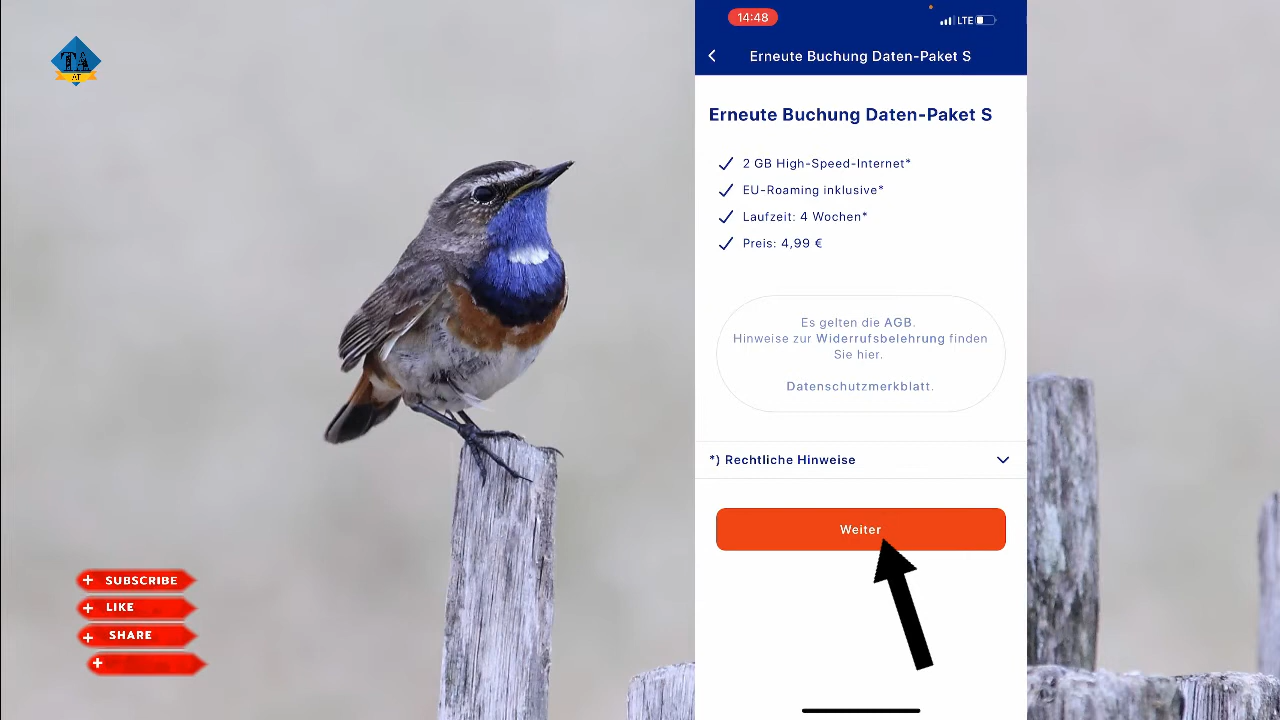 TA
AT
SUBSCRIBE
LIKE
SHARE
14:48
LTE
Erneute Buchung Daten-Paket S
Erneute Buchung Daten-Paket S
2 GB High-Speed-Internet*
EU-Roaming inklusive*
Laufzeit: 4 Wochen*
Preis: 4,99 €
Es gelten die AGB.
Hinweise zur Widerrufsbelehrung finden
Sie hier.
Datenschutzmerkblatt.
*) Rechtliche Hinweise
Weiter